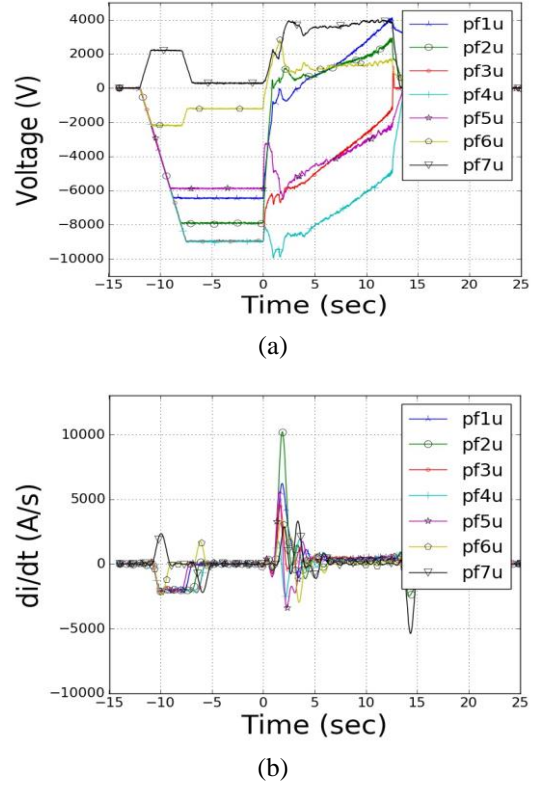 4000
2000
0
−2000
−4000
−6000
−8000
−10000
Voltage (V)
pf1u
pf2u
pf3u
pf4u
pf5u
pf6u
pf7u
−15 −10 −5 0 5 10 15 20 25
Time (sec)
(a)
10000
5000
0
−5000
−10000
di/dt (A/s)
pf1u
pf2u
pf3u
pf4u
pf5u
pf6u
pf7u
−15 −10 −5 0 5 10 15 20 25
Time (sec)
(b)